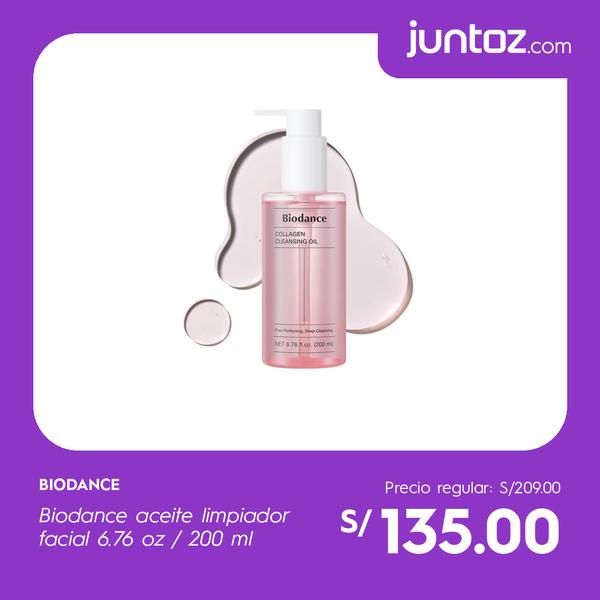 juntoz.com
Biodance
COLLAGEN
CLEANSING OIL
Pore Perfecting, Deep Cleansing
NET 6.76 fl.oz. (200 ml)
BIODANCE
Biodance aceite limpiador
facial 6.76 oz / 200 ml
Precio regular: S/209.00
S/135.00